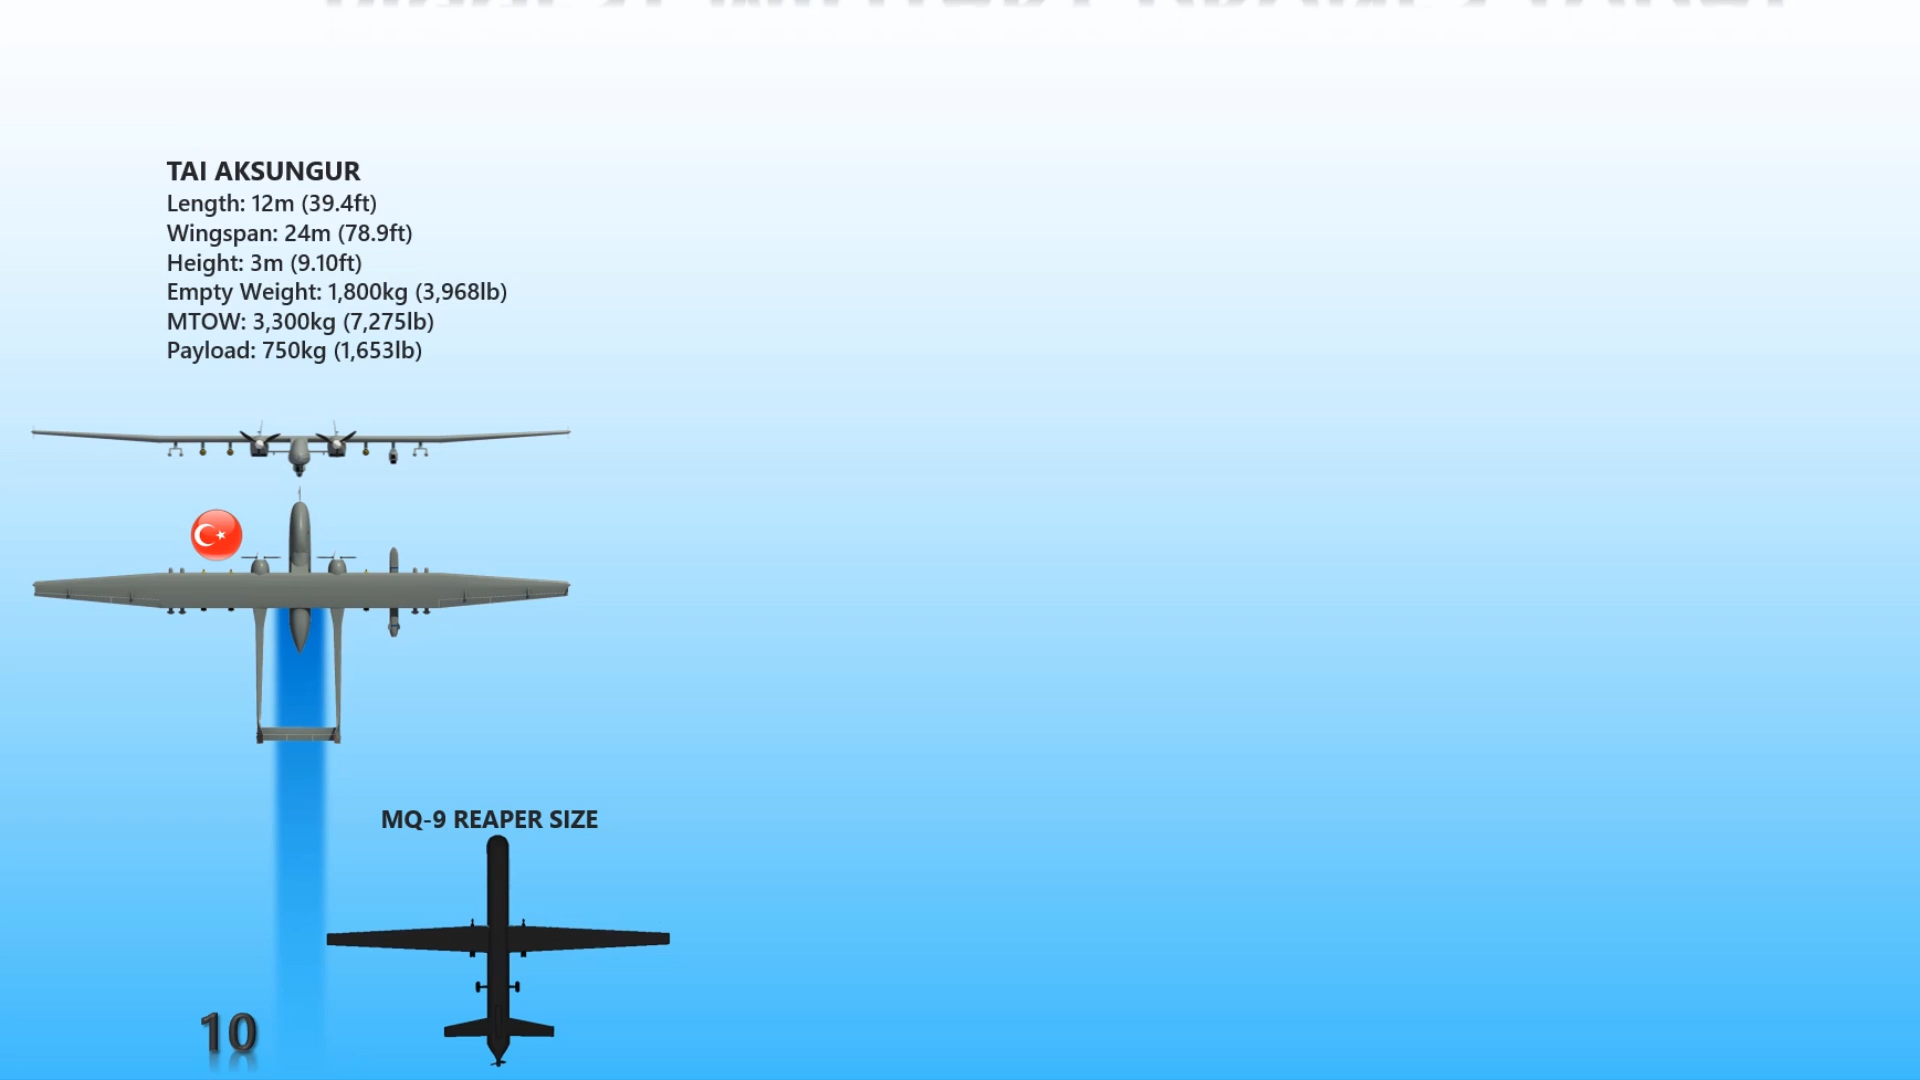 TAI AKSUNGUR
Length: 12m (39.4ft)
Wingspan: 24m (78.9ft)
Height: 3m (9.10ft)
Empty Weight: 1,800kg (3,968lb)
MTOW: 3,300kg (7,275lb)
Payload: 750kg (1,653lb)
MQ-9 REAPER SIZE
10